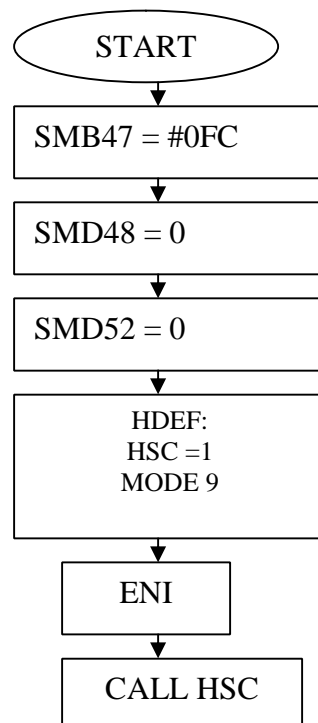 START
SMB47 = #0FC
SMD48 = 0
SMD52 = 0
HDEF:
HSC =1
MODE 9
ENI
CALL HSC